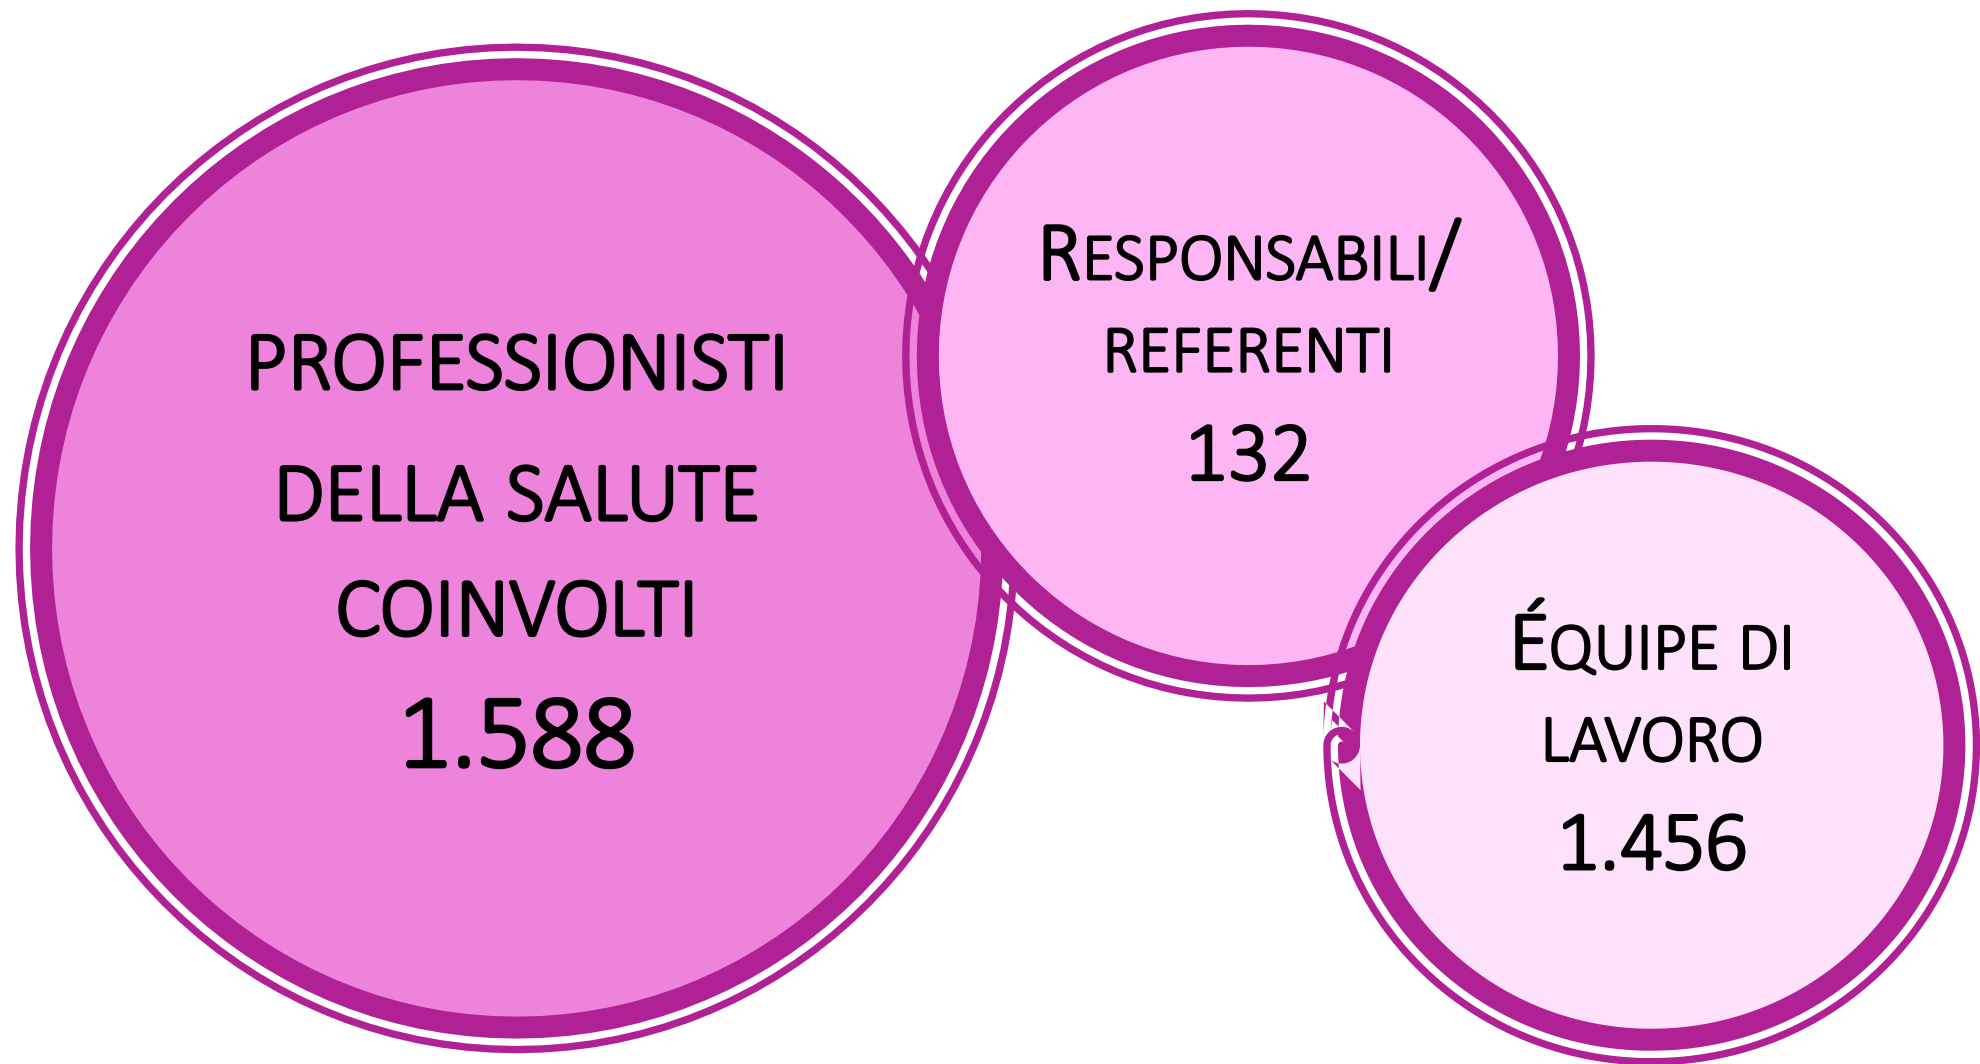 PROFESSIONISTI
DELLA SALUTE
COINVOLTI
1.588
RESPONSABILI/
REFERENTI
132
ÉQUIPE DI
LAVORO
1.456